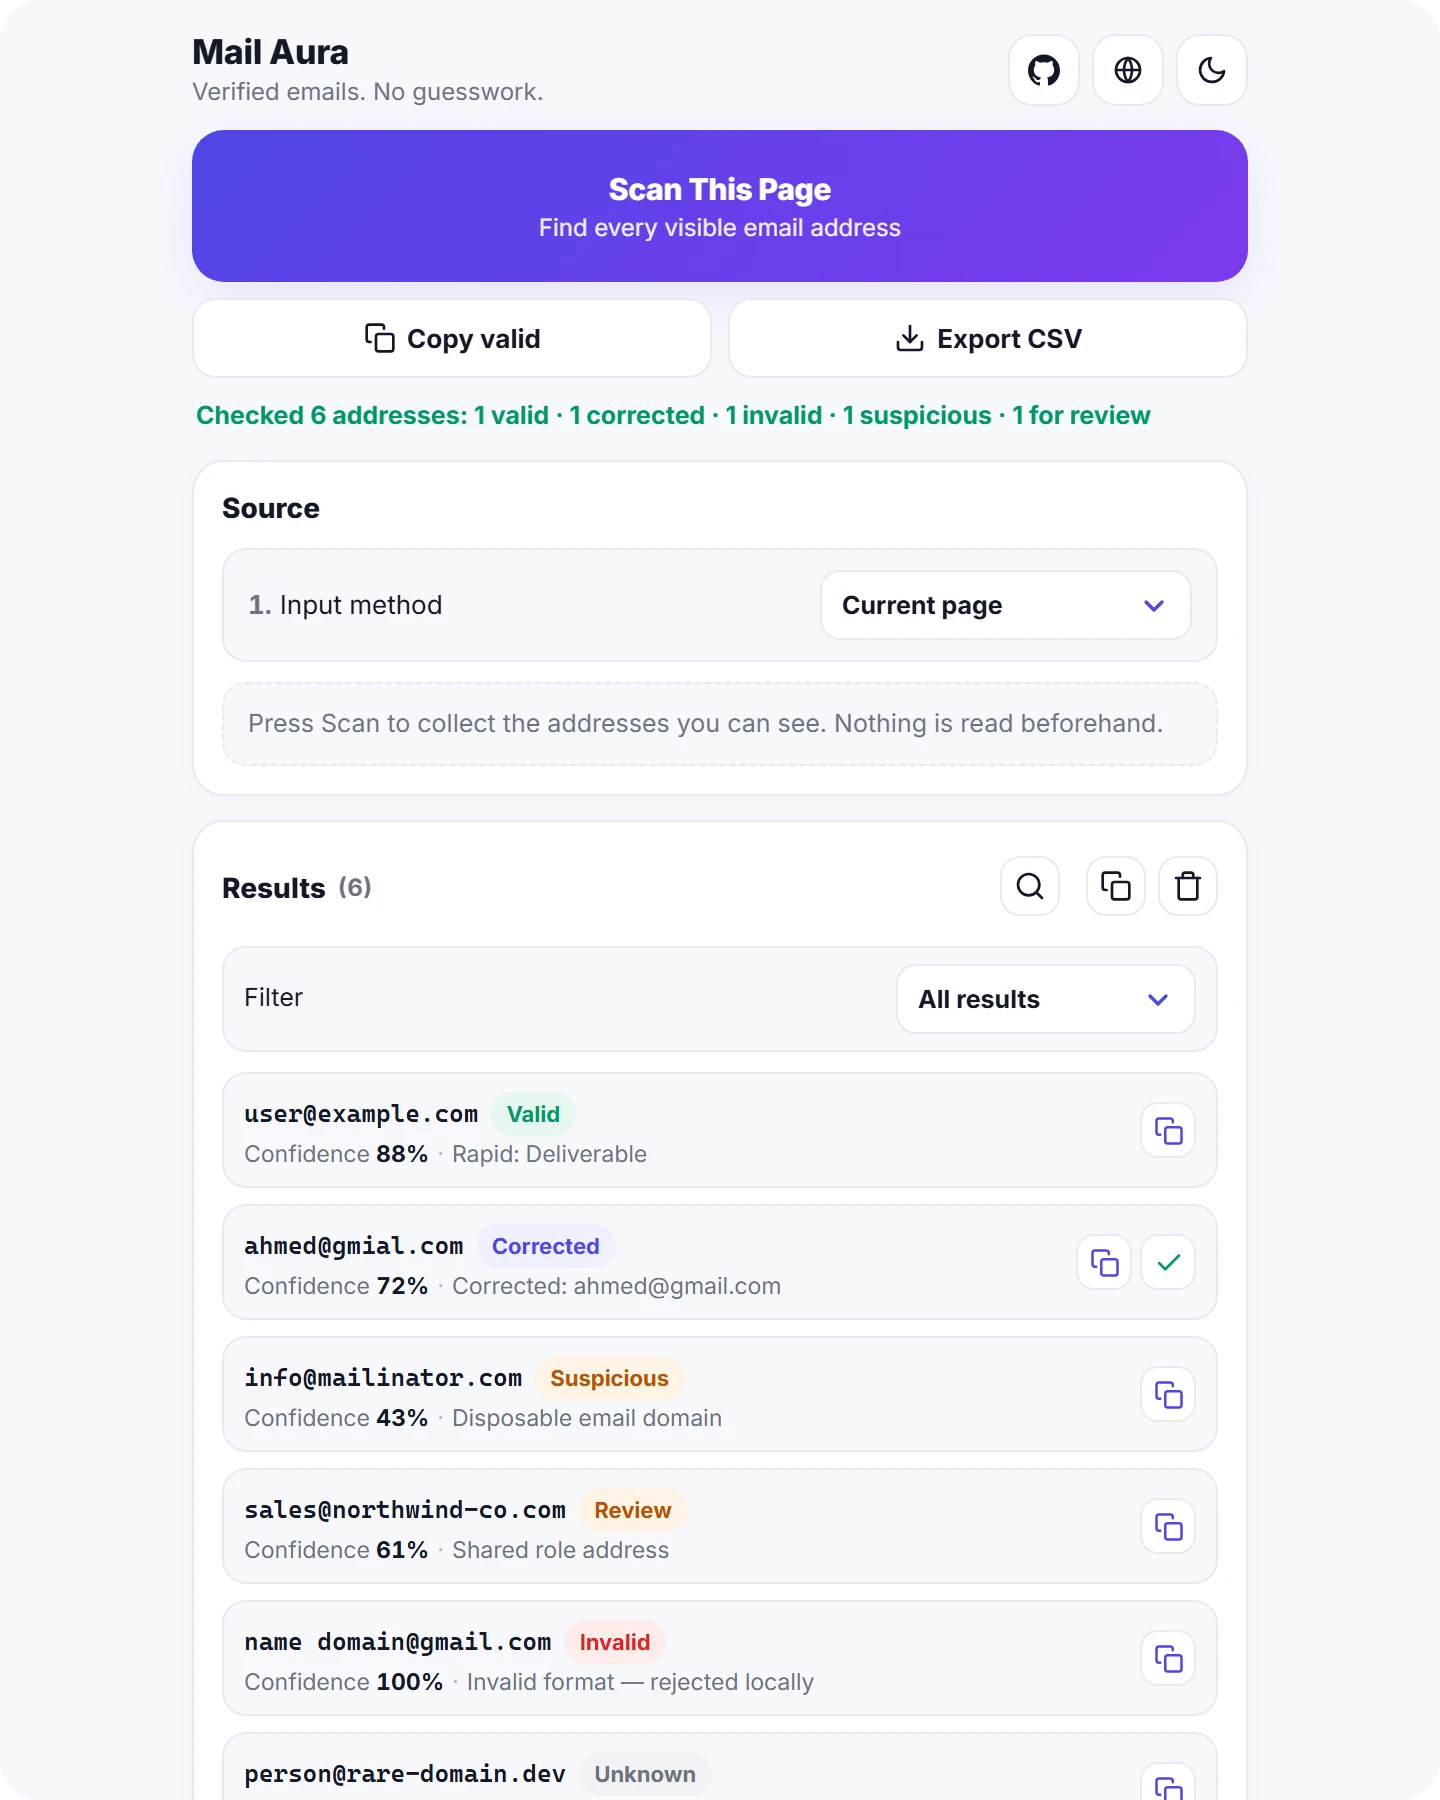 Mail Aura
Verified emails. No guesswork.
Scan This Page
Find every visible email address
Copy valid
Export CSV
Checked 6 addresses: 1 valid · 1 corrected · 1 invalid · 1 suspicious · 1 for review
Source
1. Input method
Current page
Press Scan to collect the addresses you can see. Nothing is read beforehand.
Results (6)
Filter
All results
user@example.com Valid
Confidence 88% · Rapid: Deliverable
ahmed@gmial.com Corrected
Confidence 72% · Corrected: ahmed@gmail.com
info@mailinator.com Suspicious
Confidence 43% · Disposable email domain
sales@northwind-co.com Review
Confidence 61% · Shared role address
name domain@gmail.com Invalid
Confidence 100% · Invalid format — rejected locally
person@rare-domain.dev Unknown